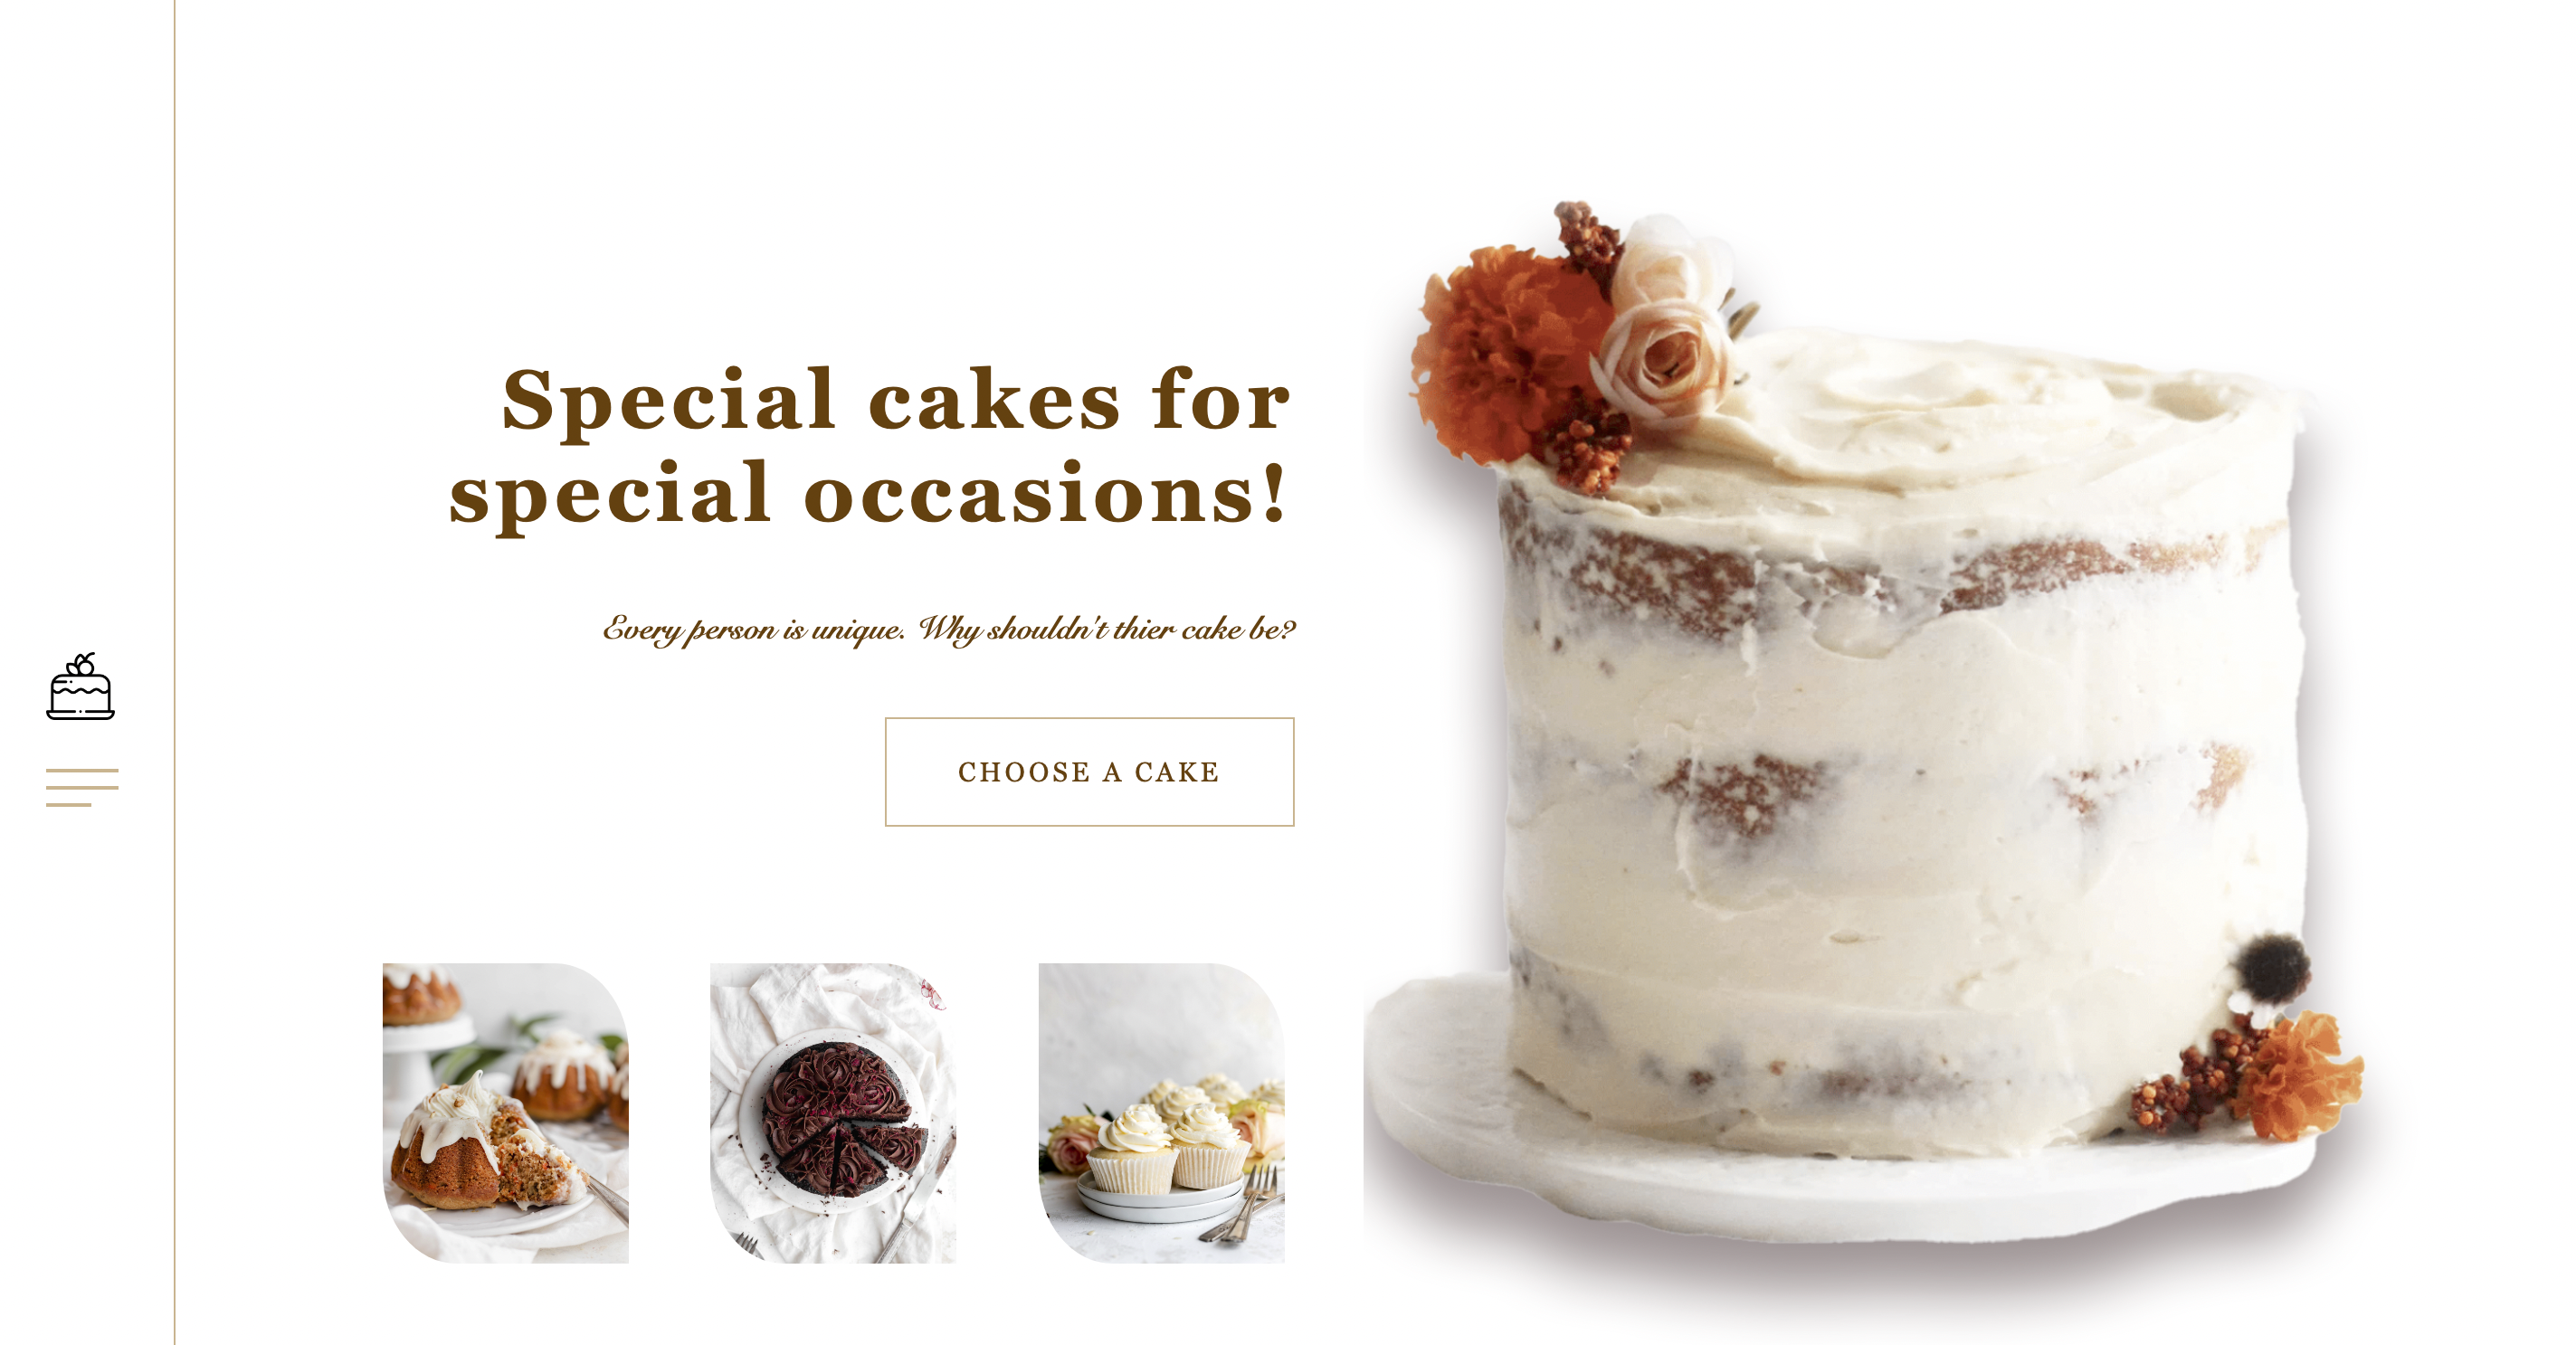 Special cakes for
special occasions!
Every person is unique. Why shouldn't thier cake be?
CHOOSE A CAKE